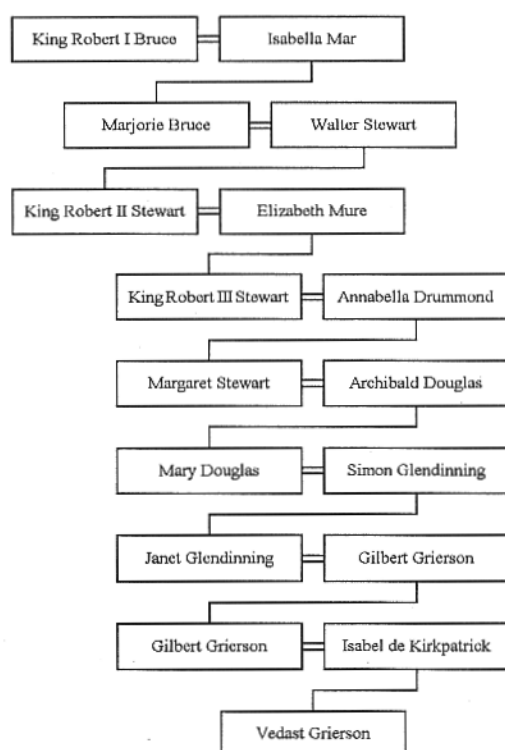 King Robert I Bruce
Isabella Mar
Marjorie Bruce
Walter Stewart
King Robert II Stewart
Elizabeth Mure
King Robert III Stewart
Annabella Drummond
Margaret Stewart
Archibald Douglas
Mary Douglas
Simon Glendinning
Janet Glendinning
Gilbert Grierson
Gilbert Grierson
Isabel de Kirkpatrick
Vedast Grierson